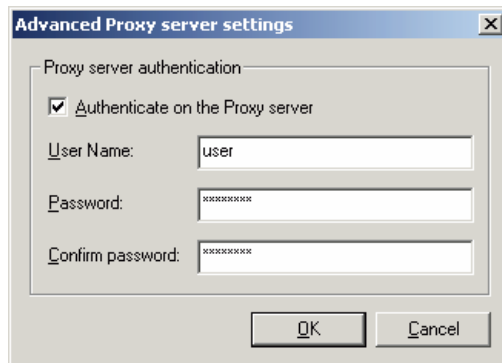 Advanced Proxy server settings
Proxy server authentication
Authenticate on the Proxy server
User Name: user
Password: ********
Confirm password: ********
OK Cancel